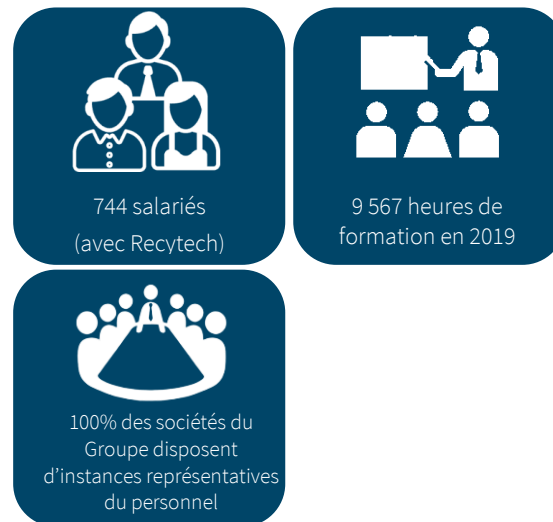 744 salariés
(avec Recytech)
9 567 heures de
formation en 2019
100% des sociétés du
Groupe disposent
d’instances représentatives
du personnel